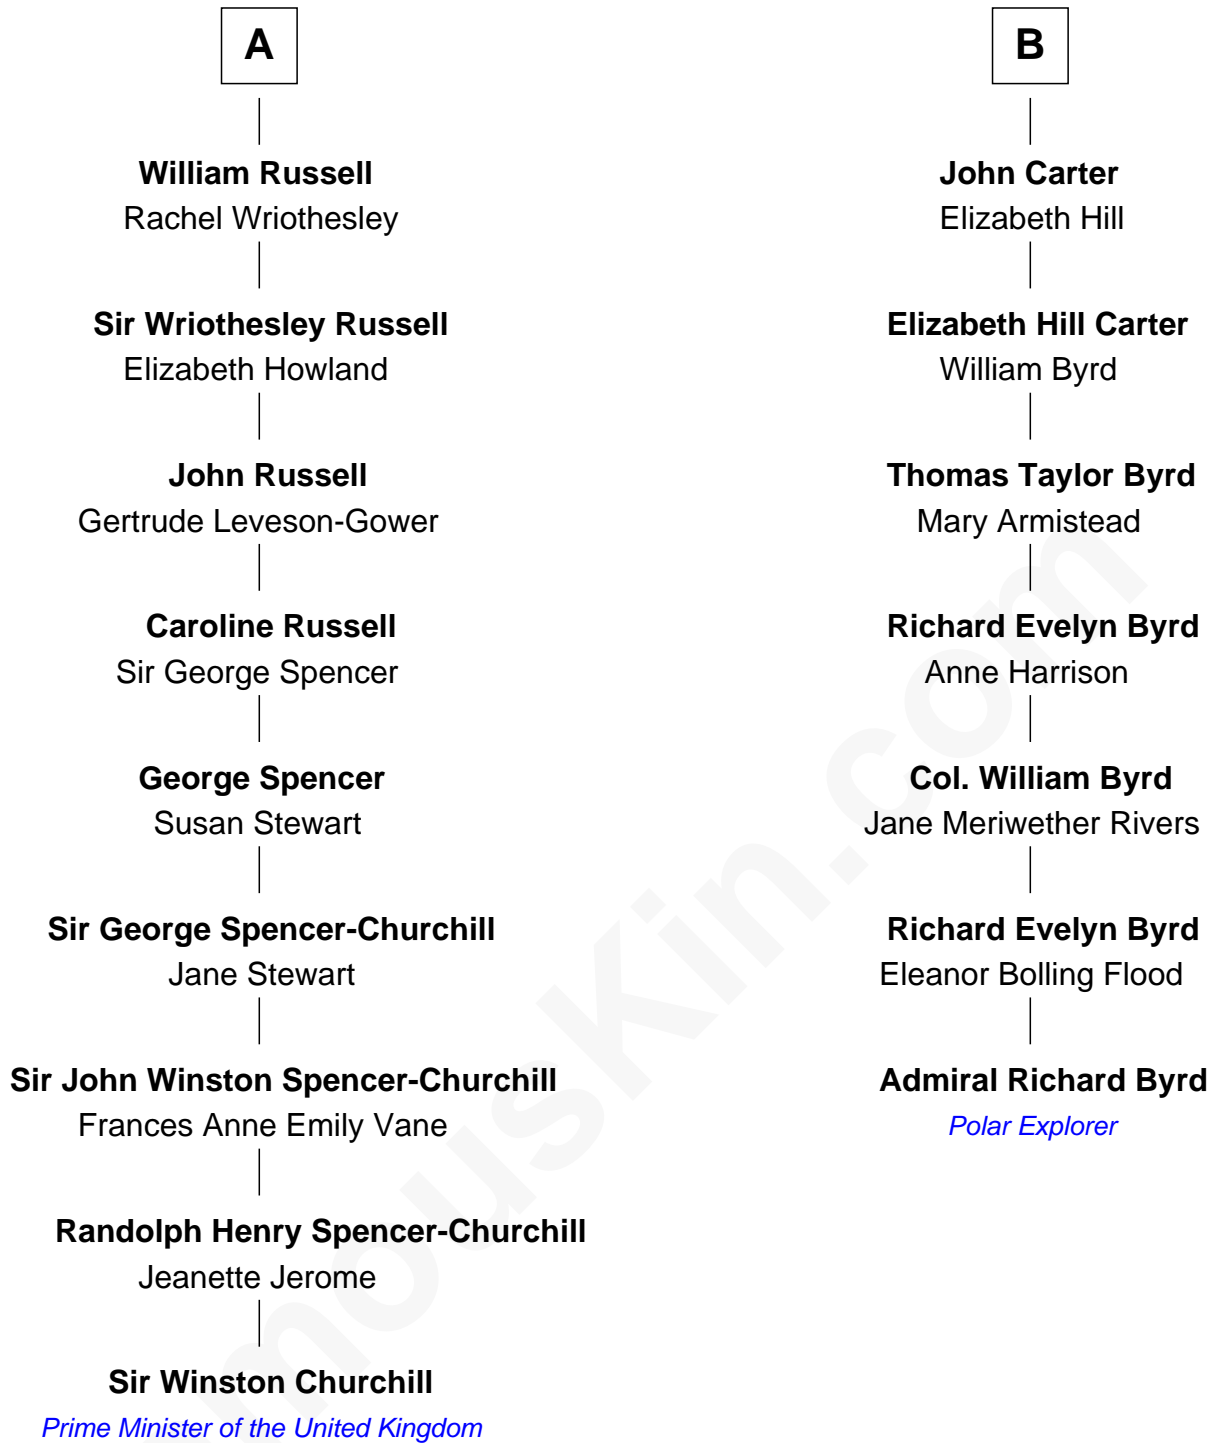 A
William Russell
Rachel Wriothesley
Sir Wriothesley Russell
Elizabeth Howland
John Russell
Gertrude Leveson-Gower
Caroline Russell
Sir George Spencer
George Spencer
Susan Stewart
Sir George Spencer-Churchill
Jane Stewart
Sir John Winston Spencer-Churchill
Frances Anne Emily Vane
Randolph Henry Spencer-Churchill
Jeanette Jerome
Sir Winston Churchill
Prime Minister of the United Kingdom
B
John Carter
Elizabeth Hill
Elizabeth Hill Carter
William Byrd
Thomas Taylor Byrd
Mary Armistead
Richard Evelyn Byrd
Anne Harrison
Col. William Byrd
Jane Meriwether Rivers
Richard Evelyn Byrd
Eleanor Bolling Flood
Admiral Richard Byrd
Polar Explorer
mousKin.com